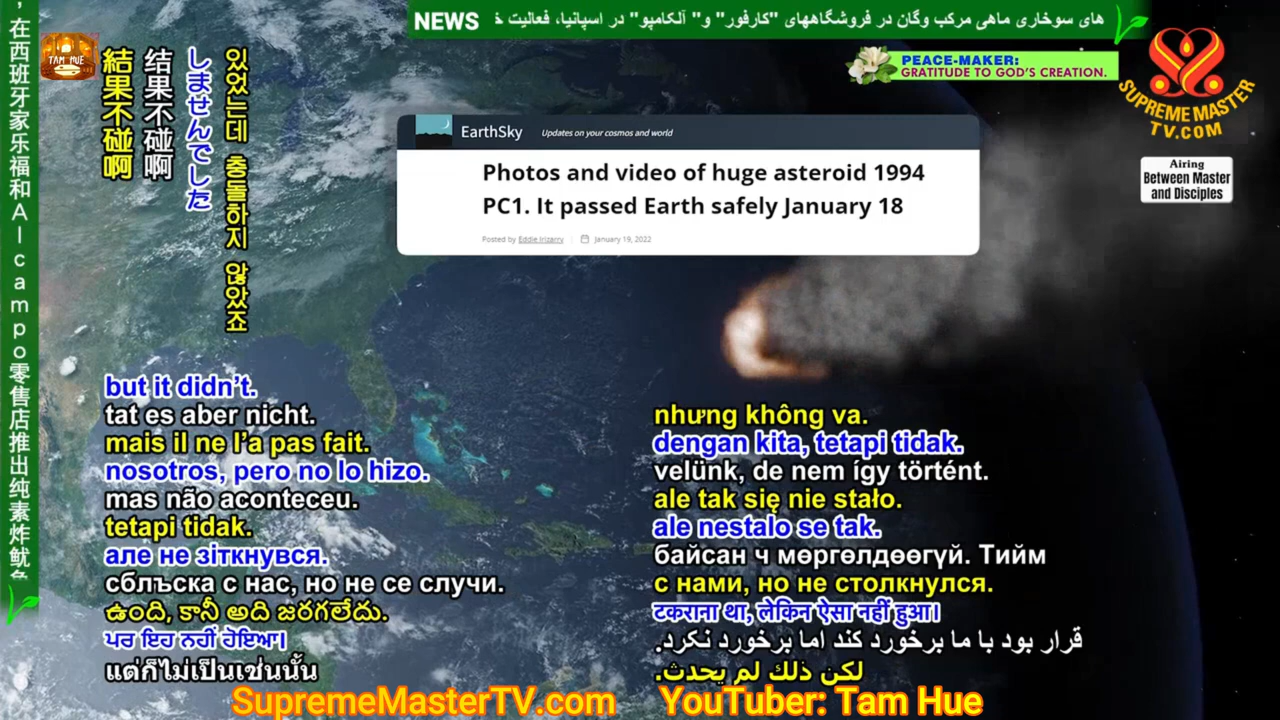 NEWS
های سوخاری ماهی مرکب وگان در فروشگاههای "کارفور" و" آلکامپو" در اسپانیا، فعالیت خ
PEACE-MAKER:
GRATITUDE TO GOD'S CREATION.
SUPREME MASTER
TV.COM
Airing
Between Master
and Disciples
TAM HUE
，在西班牙家乐福和Alcampo零售店推出纯素炸鱿鱼
結果不碰啊
结果不碰啊
しませんでした
있었는데 충돌하지 않았죠
EarthSky
Updates on your cosmos and world
Photos and video of huge asteroid 1994
PC1. It passed Earth safely January 18
Posted by Eddie Irizarry
January 19, 2022
but it didn't.
tat es aber nicht.
mais il ne l'a pas fait.
nosotros, pero no lo hizo.
mas não aconteceu.
tetapi tidak.
але не зіткнувся.
сблъска с нас, но не се случи.
ఉంది, కానీ అది జరగలేదు.
ਪਰ ਇਹ ਨਹੀਂ ਹੋਇਆ।
แต่ก็ไม่เป็นเช่นนั้น
nhưng không va.
dengan kita, tetapi tidak.
velünk, de nem így történt.
ale tak się nie stało.
ale nestalo se tak.
байсан ч мөргөлдөөгүй. Тийм
с нами, но не столкнулся.
टकराना था, लेकिन ऐसा नहीं हुआ।
قرار بود با ما برخورد کند اما برخورد نکرد.
لكن ذلك لم يحدث.
SupremeMasterTV.com
YouTuber: Tam Hue